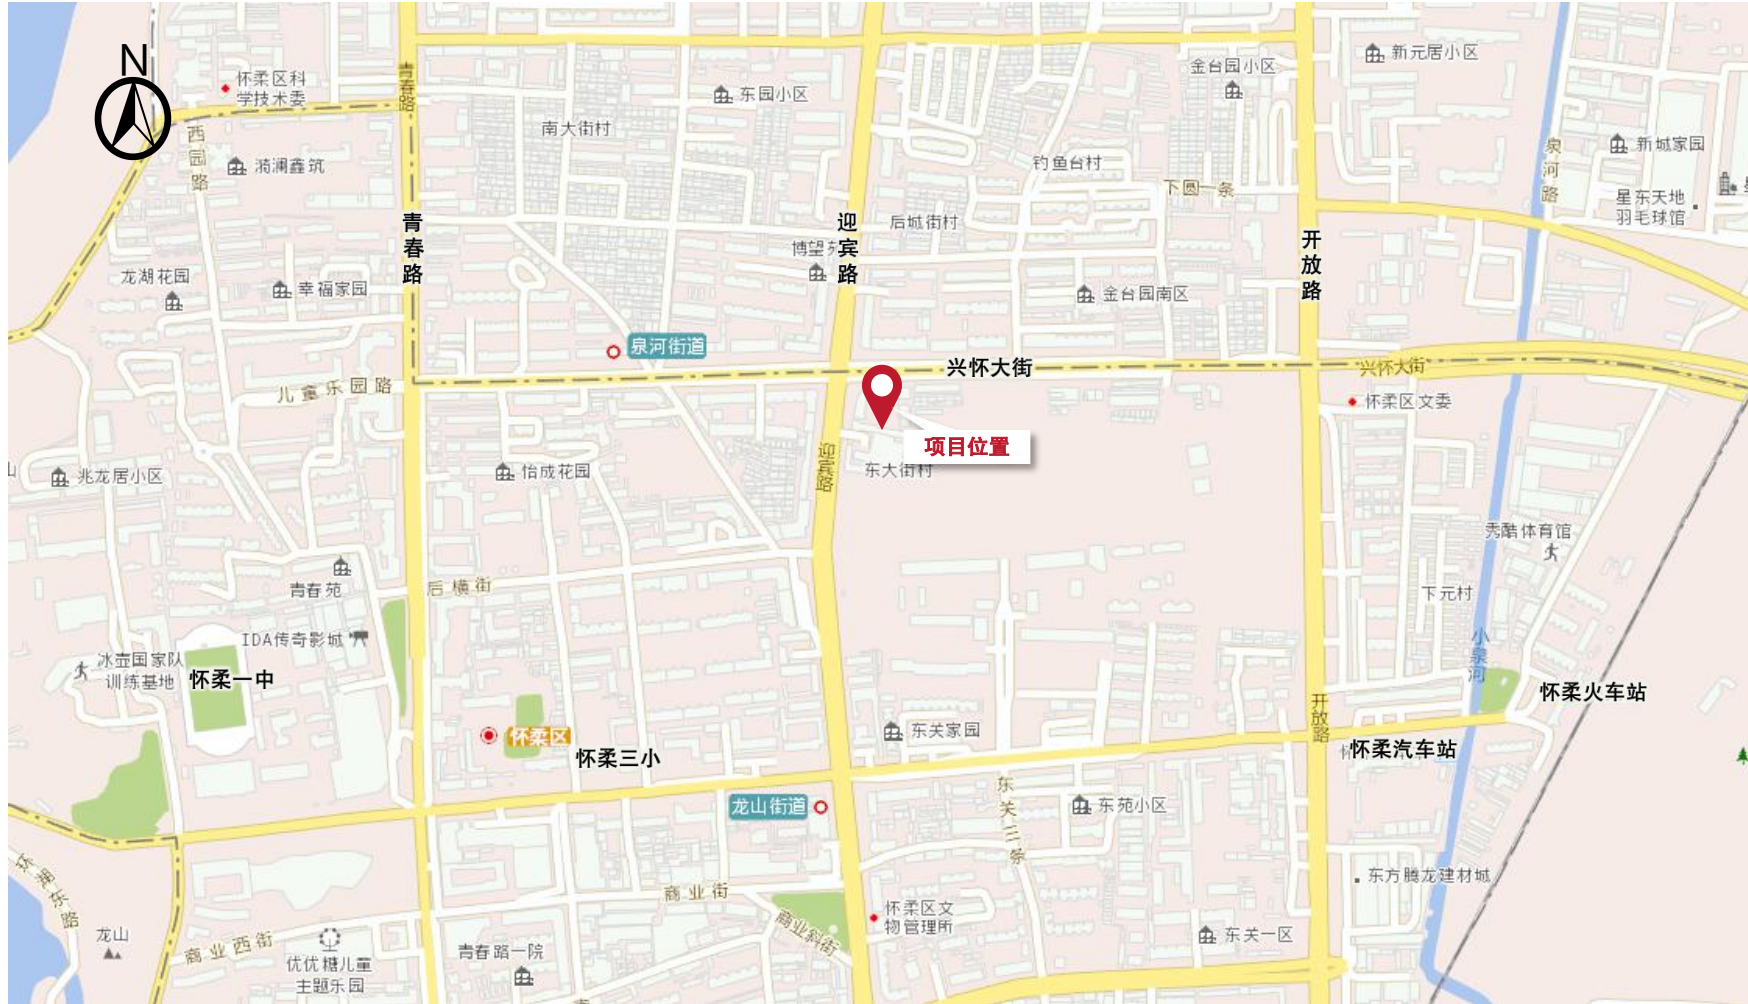 N
怀柔区科
学技术委
西园路
漪澜鑫筑
青春路
南大街村
东园小区
金台园小区
新元居小区
钓鱼台村
下圆一条
泉河路
新城家园
星东天地
羽毛球馆
青春路
迎宾路
后城街村
博望苑
开放路
龙湖花园
幸福家园
金台园南区
泉河街道
兴怀大街
兴怀大街
儿童乐园路
怀柔区文委
项目位置
迎宾路
东大街村
兆龙居小区
怡成花园
秀酷体育馆
青春苑
后横街
下元村
IDA传奇影城
小泉河
冰壶国家队
训练基地
怀柔一中
怀柔火车站
怀柔区
怀柔三小
东关家园
开放路
怀柔汽车站
龙山街道
东关三条
东苑小区
东方腾龙建材城
商业街
怀柔区文
物管理所
商业斜街
东关一区
龙山
商业西街
优优糖儿童
主题乐园
青春路一院